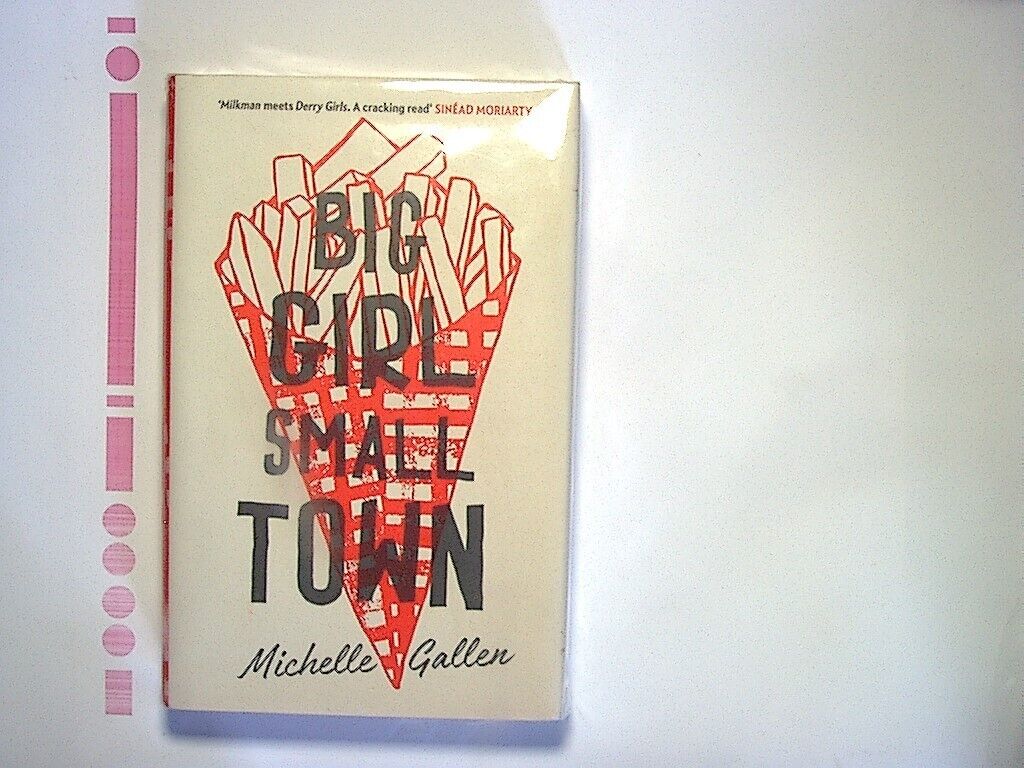 'Milkman meets Derry Girls. A cracking read' SINÉAD MORIARTY
BIG
GIRL
SMALL
TOWN
Michelle Gallen